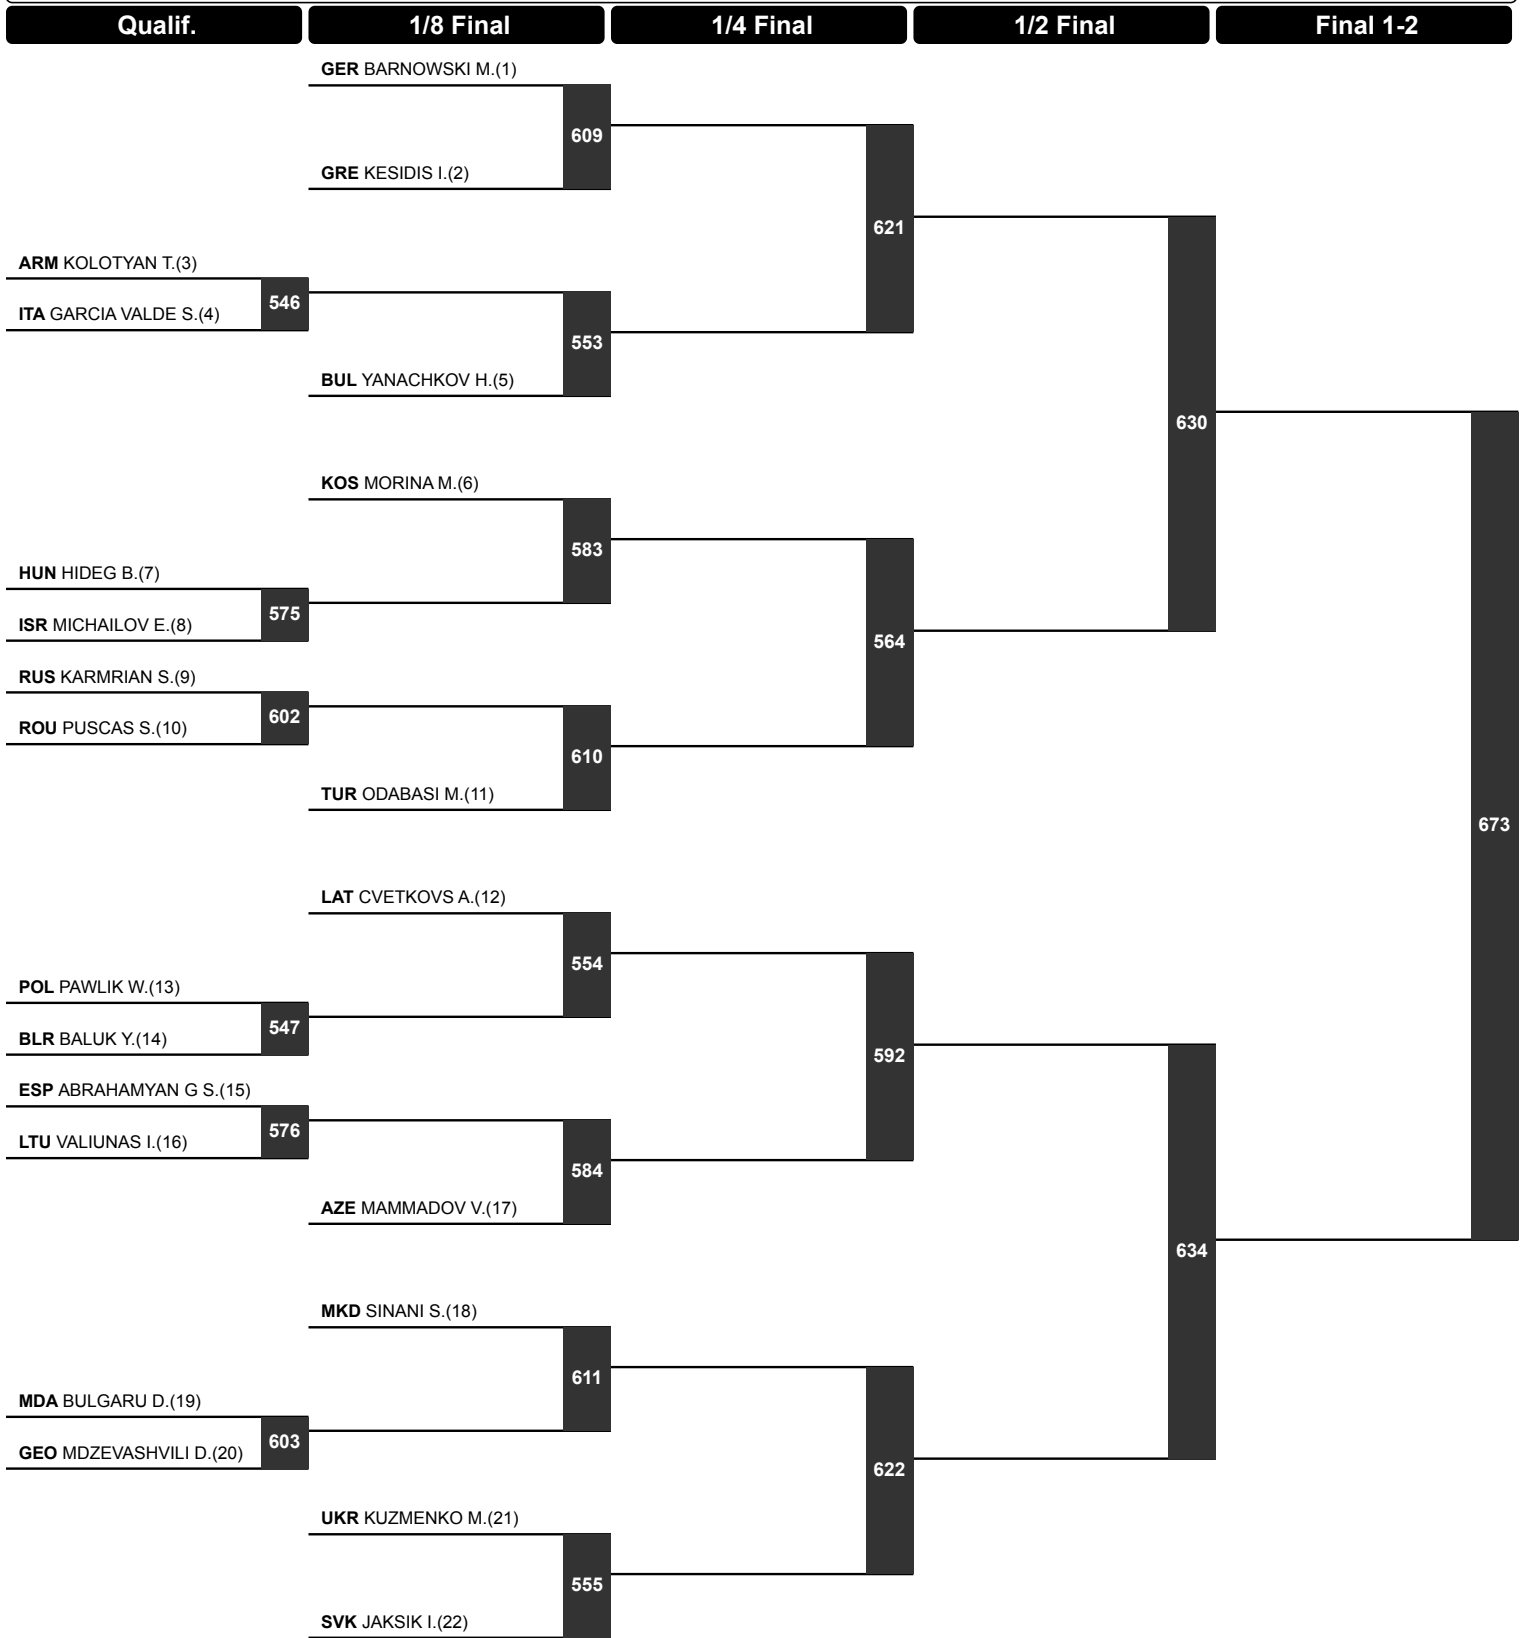 Qualif. 1/8 Final 1/4 Final 1/2 Final Final 1-2
GER BARNOWSKI M.(1)
609
GRE KESIDIS I.(2)
621
ARM KOLOTYAN T.(3)
546
ITA GARCIA VALDE S.(4)
553
BUL YANACHKOV H.(5)
630
KOS MORINA M.(6)
583
HUN HIDEG B.(7)
575
ISR MICHAILOV E.(8)
564
RUS KARMRIAN S.(9)
602
ROU PUSCAS S.(10)
610
TUR ODABASI M.(11)
673
LAT CVETKOVS A.(12)
554
POL PAWLIK W.(13)
547
BLR BALUK Y.(14)
592
ESP ABRAHAMYAN G S.(15)
576
LTU VALIUNAS I.(16)
584
AZE MAMMADOV V.(17)
634
MKD SINANI S.(18)
611
MDA BULGARU D.(19)
603
GEO MDZEVASHVILI D.(20)
622
UKR KUZMENKO M.(21)
555
SVK JAKSIK I.(22)